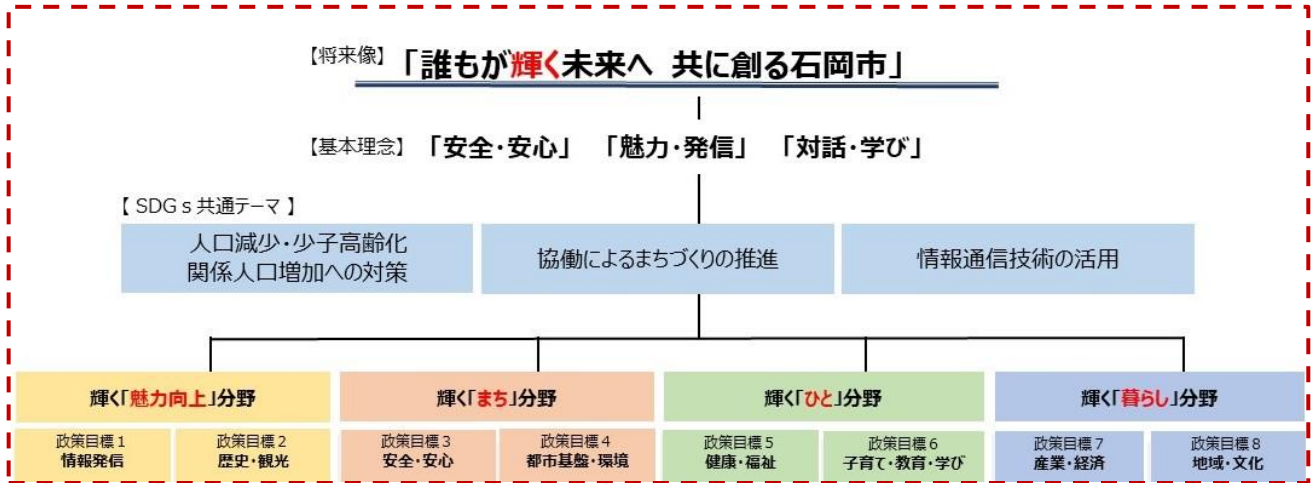 【将来像】「誰もが輝く未来へ 共に創る石岡市」
【基本理念】「安全・安心」 「魅力・発信」 「対話・学び」
【 SDGs 共通テーマ 】
人口減少・少子高齢化
関係人口増加への対策
協働によるまちづくりの推進
情報通信技術の活用
輝く「魅力向上」分野
輝く「まち」分野
輝く「ひと」分野
輝く「暮らし」分野
政策目標1
情報発信
政策目標2
歴史・観光
政策目標3
安全・安心
政策目標4
都市基盤・環境
政策目標5
健康・福祉
政策目標6
子育て・教育・学び
政策目標7
産業・経済
政策目標8
地域・文化